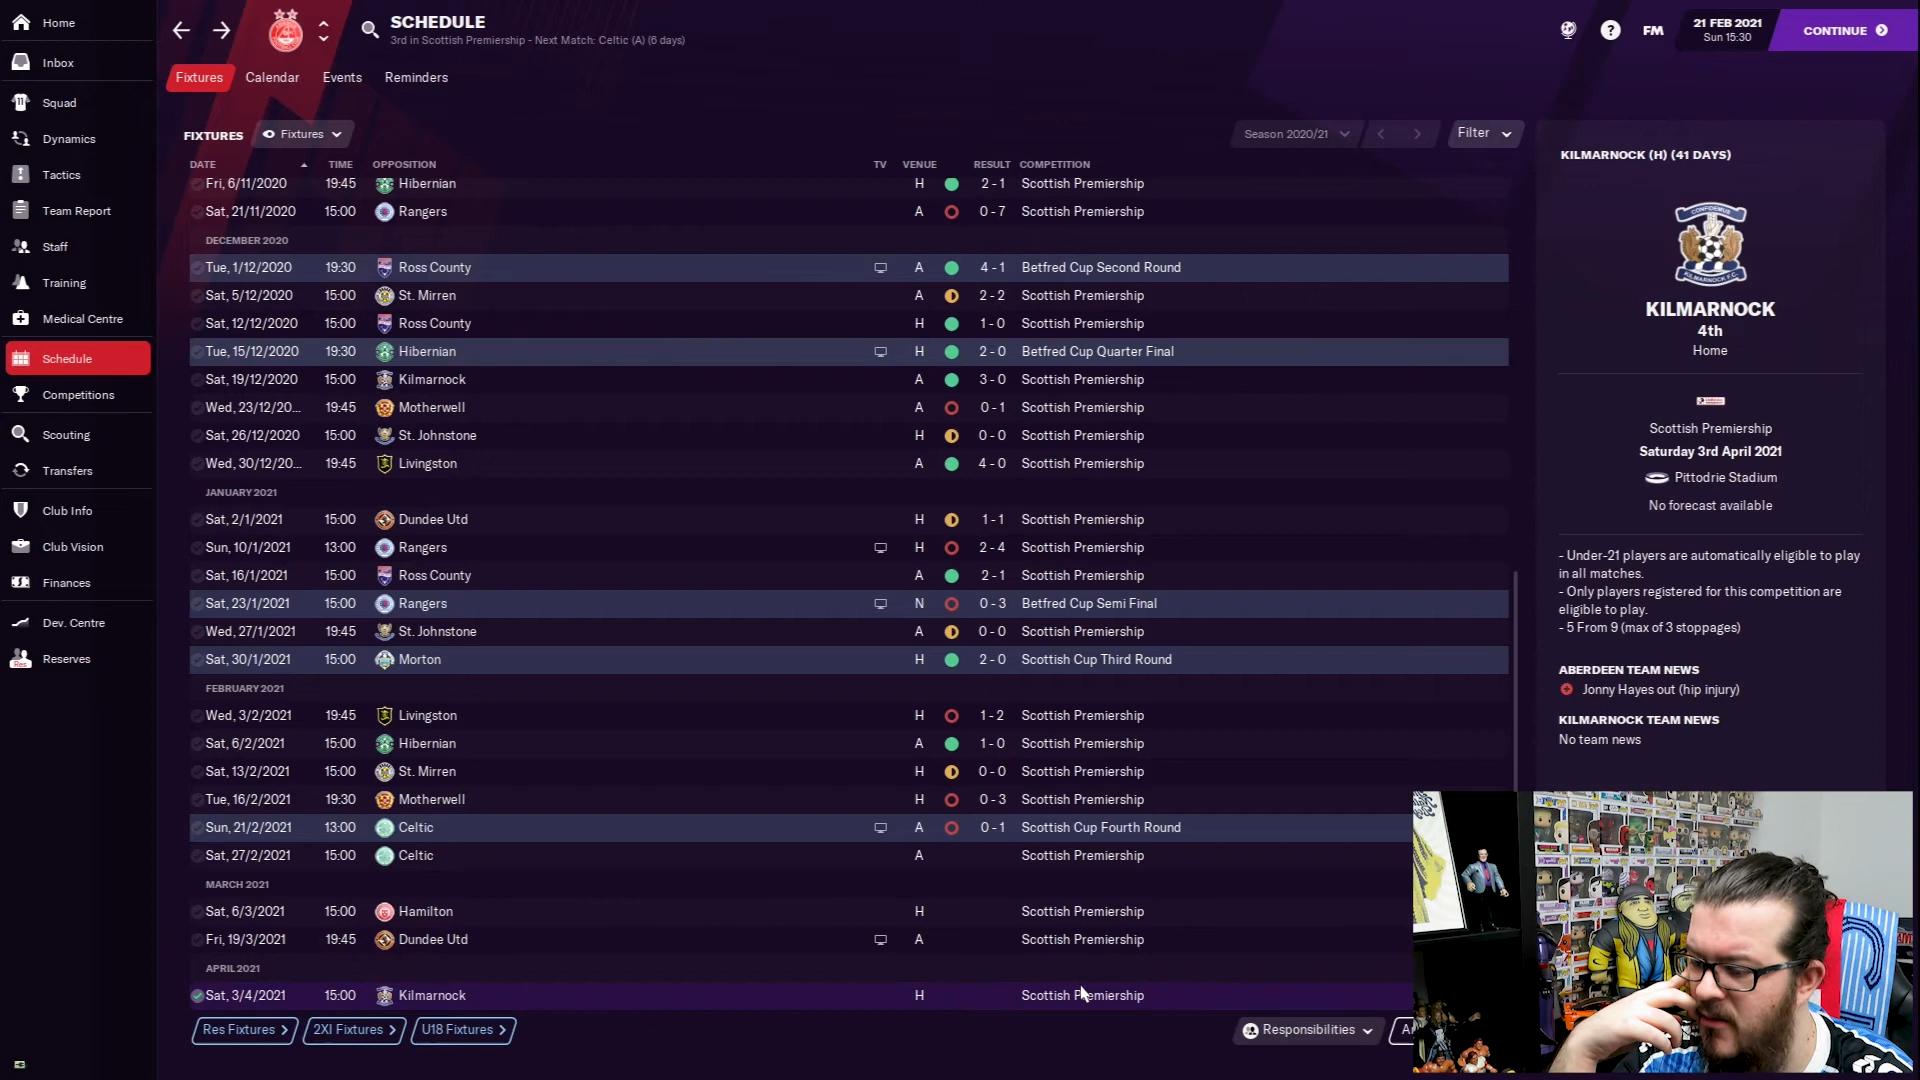 Home
Inbox
Squad
Dynamics
Tactics
Team Report
Staff
Training
Medical Centre
Schedule
Competitions
Scouting
Transfers
Club Info
Club Vision
Finances
Dev. Centre
Reserves
SCHEDULE
3rd in Scottish Premiership - Next Match: Celtic (A) (6 days)
FM
21 FEB 2021
Sun 15:30
CONTINUE
Fixtures Calendar Events Reminders
FIXTURES Fixtures
Season 2020/21
Filter
DATE TIME OPPOSITION TV VENUE RESULT COMPETITION
Fri, 6/11/2020 19:45 Hibernian H 2 - 1 Scottish Premiership
Sat, 21/11/2020 15:00 Rangers A 0 - 7 Scottish Premiership
DECEMBER 2020
Tue, 1/12/2020 19:30 Ross County A 4 - 1 Betfred Cup Second Round
Sat, 5/12/2020 15:00 St. Mirren A 2 - 2 Scottish Premiership
Sat, 12/12/2020 15:00 Ross County H 1 - 0 Scottish Premiership
Tue, 15/12/2020 19:30 Hibernian H 2 - 0 Betfred Cup Quarter Final
Sat, 19/12/2020 15:00 Kilmarnock A 3 - 0 Scottish Premiership
Wed, 23/12/20... 19:45 Motherwell A 0 - 1 Scottish Premiership
Sat, 26/12/2020 15:00 St. Johnstone H 0 - 0 Scottish Premiership
Wed, 30/12/20... 19:45 Livingston A 4 - 0 Scottish Premiership
JANUARY 2021
Sat, 2/1/2021 15:00 Dundee Utd H 1 - 1 Scottish Premiership
Sun, 10/1/2021 13:00 Rangers H 2 - 4 Scottish Premiership
Sat, 16/1/2021 15:00 Ross County A 2 - 1 Scottish Premiership
Sat, 23/1/2021 15:00 Rangers N 0 - 3 Betfred Cup Semi Final
Wed, 27/1/2021 19:45 St. Johnstone A 0 - 0 Scottish Premiership
Sat, 30/1/2021 15:00 Morton H 2 - 0 Scottish Cup Third Round
FEBRUARY 2021
Wed, 3/2/2021 19:45 Livingston H 1 - 2 Scottish Premiership
Sat, 6/2/2021 15:00 Hibernian A 1 - 0 Scottish Premiership
Sat, 13/2/2021 15:00 St. Mirren H 0 - 0 Scottish Premiership
Tue, 16/2/2021 19:30 Motherwell H 0 - 3 Scottish Premiership
Sun, 21/2/2021 13:00 Celtic A 0 - 1 Scottish Cup Fourth Round
Sat, 27/2/2021 15:00 Celtic A Scottish Premiership
MARCH 2021
Sat, 6/3/2021 15:00 Hamilton H Scottish Premiership
Fri, 19/3/2021 19:45 Dundee Utd A Scottish Premiership
APRIL 2021
Sat, 3/4/2021 15:00 Kilmarnock H Scottish Premiership
Res Fixtures 2XI Fixtures U18 Fixtures
Responsibilities
KILMARNOCK (H) (41 DAYS)
KILMARNOCK
4th
Home
Scottish Premiership
Saturday 3rd April 2021
Pittodrie Stadium
No forecast available
- Under-21 players are automatically eligible to play
in all matches.
- Only players registered for this competition are
eligible to play.
- 5 From 9 (max of 3 stoppages)
ABERDEEN TEAM NEWS
Jonny Hayes out (hip injury)
KILMARNOCK TEAM NEWS
No team news